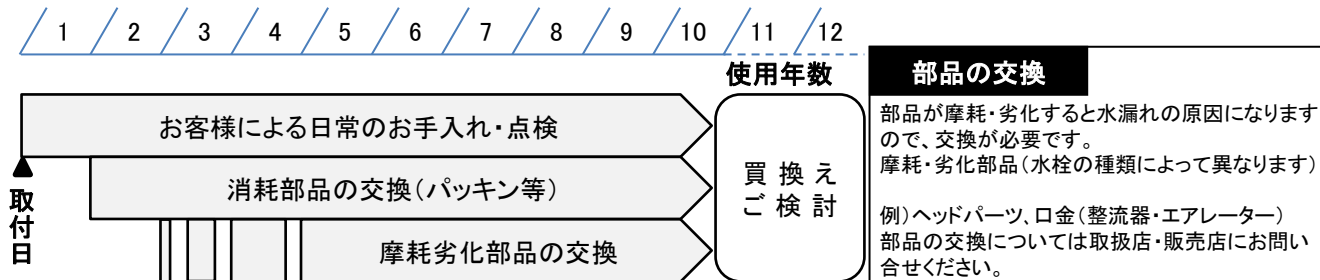 1 2 3 4 5 6 7 8 9 10 11 12
使用年数
お客様による日常のお手入れ・点検
取付日
消耗部品の交換(パッキン等)
摩耗劣化部品の交換
買換え
ご検討
部品の交換
部品が摩耗・劣化すると水漏れの原因になります
ので、交換が必要です。
摩耗・劣化部品(水栓の種類によって異なります)
例)ヘッドパーツ、口金(整流器・エアレーター)
部品の交換については取扱店・販売店にお問い
合せください。